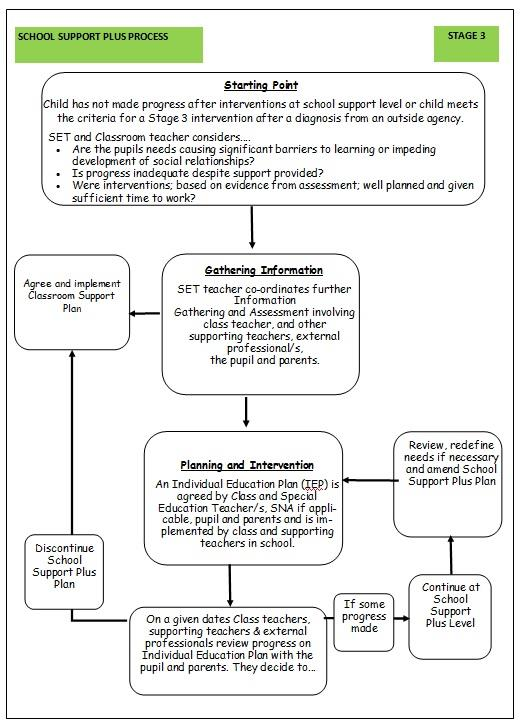 SCHOOL SUPPORT PLUS PROCESS
STAGE 3
Starting Point
Child has not made progress after interventions at school support level or child meets
the criteria for a Stage 3 intervention after a diagnosis from an outside agency.
SET and Classroom teacher considers....
• Are the pupils needs causing significant barriers to learning or impeding
development of social relationships?
• Is progress inadequate despite support provided?
• Were interventions; based on evidence from assessment; well planned and given
sufficient time to work?
Agree and implement
Classroom Support
Plan
Gathering Information
SET teacher co-ordinates further
Information
Gathering and Assessment involving
class teacher, and other
supporting teachers, external
professional/s,
the pupil and parents.
Planning and Intervention
An Individual Education Plan (IEP) is
agreed by Class and Special
Education Teacher/s, SNA if appli-
cable, pupil and parents and is im-
plemented by class and supporting
teachers in school.
Review, redefine
needs if necessary
and amend School
Support Plus Plan
Discontinue
School
Support Plus
Plan
On a given dates Class teachers,
supporting teachers & external
professionals review progress on
Individual Education Plan with the
pupil and parents. They decide to...
If some
progress
made
Continue at
School
Support
Plus Level